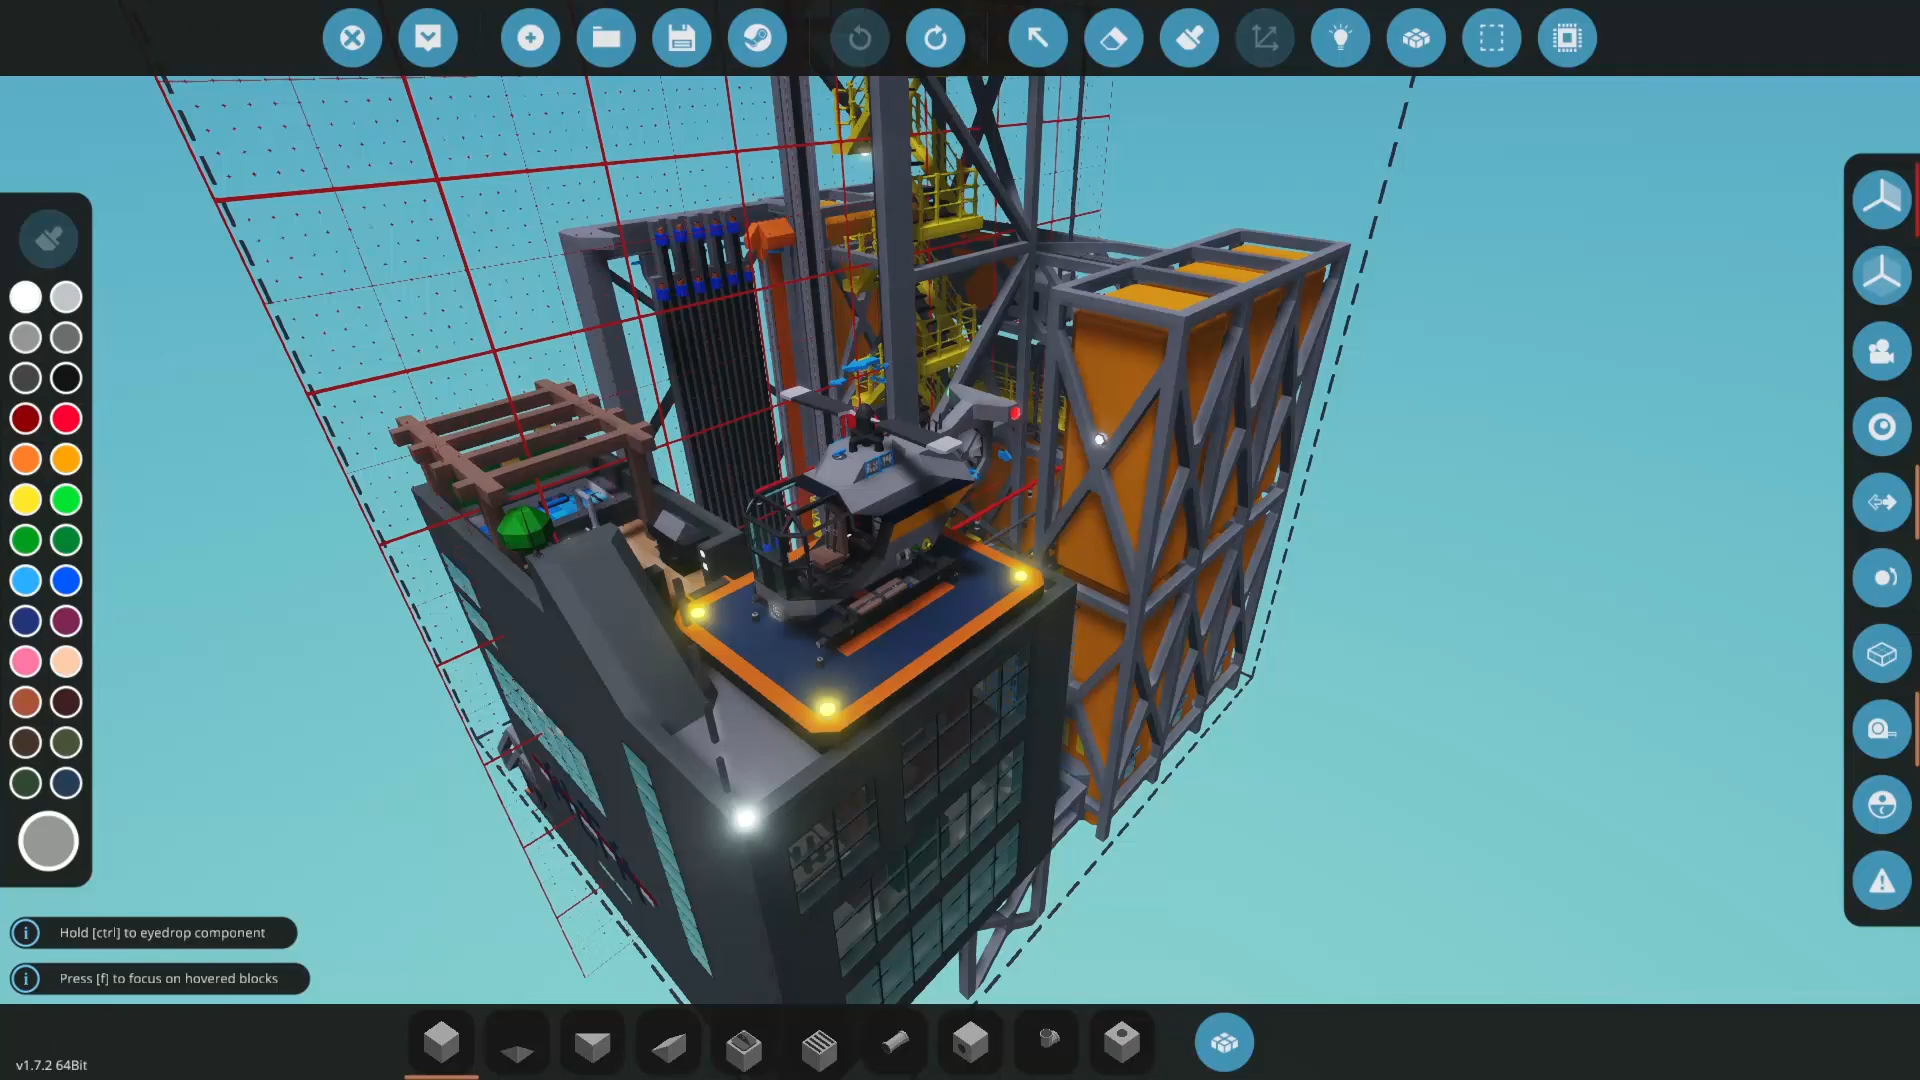 Hold [ctrl] to eyedrop component
Press [f] to focus on hovered blocks
v1.7.2 64Bit